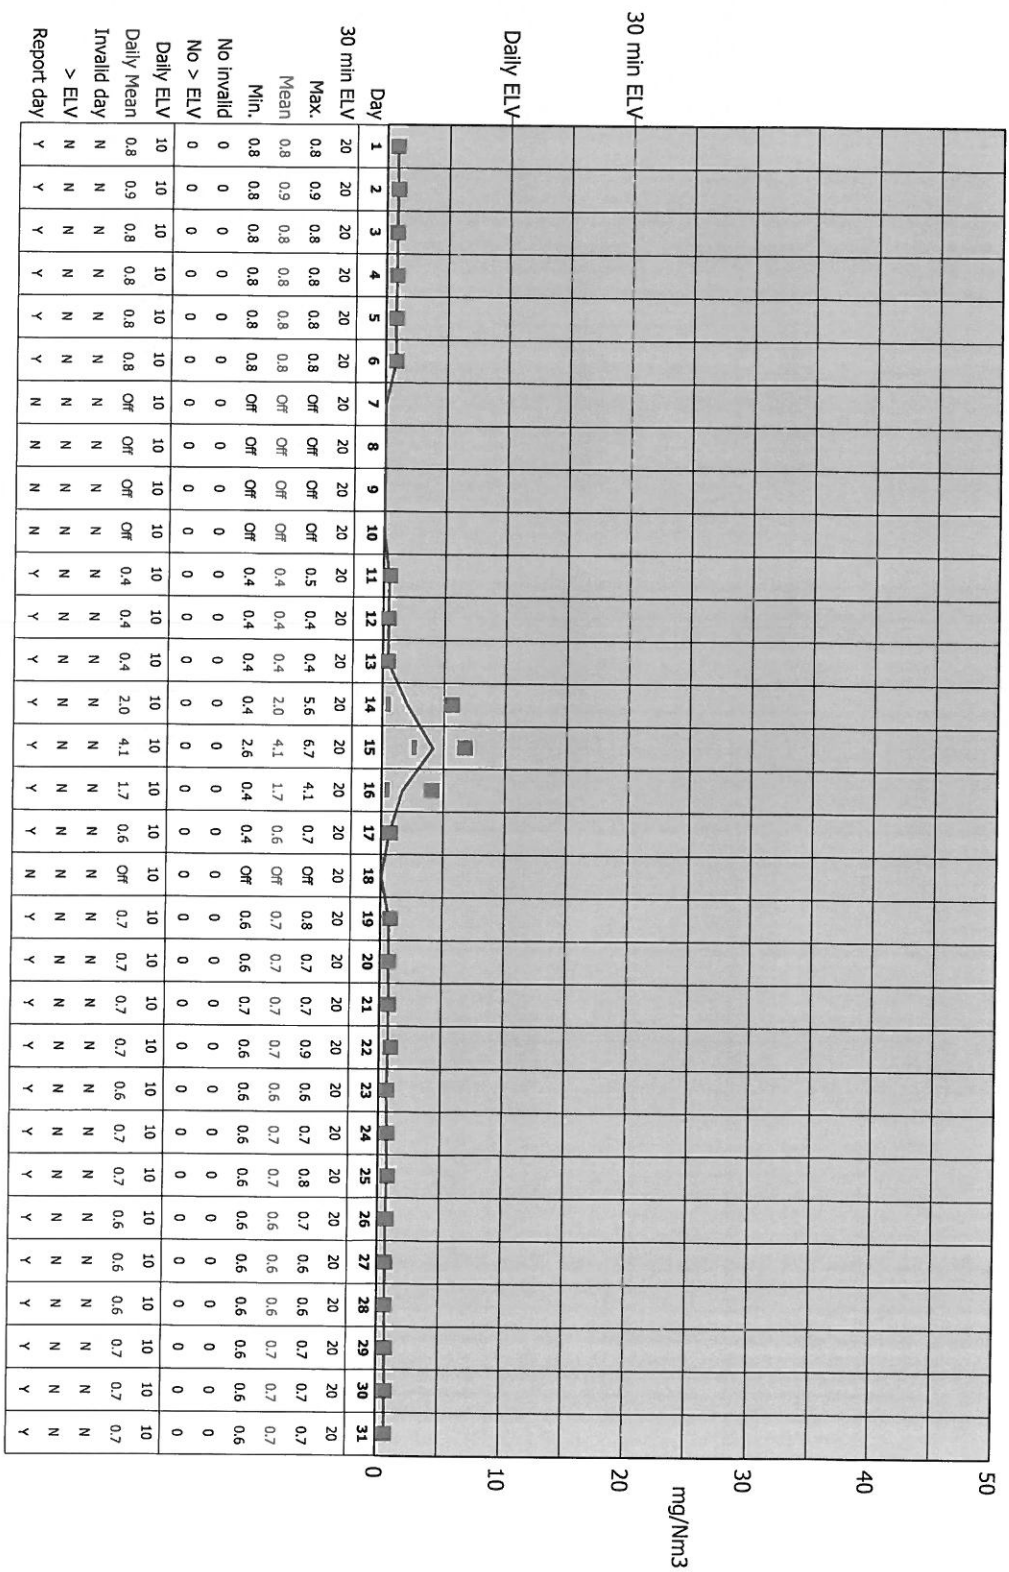 50
40
30
mg/Nm3
20
10
0
30 min ELV
Daily ELV
Day 1 2 3 4 5 6 7 8 9 10 11 12 13 14 15 16 17 18 19 20 21 22 23 24 25 26 27 28 29 30 31
30 min ELV 20 20 20 20 20 20 20 20 20 20 20 20 20 20 20 20 20 20 20 20 20 20 20 20 20 20 20 20 20 20 20
Max. 0.8 0.9 0.8 0.8 0.8 0.8 Off Off Off Off 0.5 0.4 0.4 5.6 6.7 4.1 0.7 Off 0.8 0.7 0.7 0.9 0.6 0.7 0.8 0.7 0.6 0.6 0.7 0.7 0.7
Mean 0.8 0.9 0.8 0.8 0.8 0.8 Off Off Off Off 0.4 0.4 0.4 2.0 4.1 1.7 0.6 Off 0.7 0.7 0.7 0.7 0.6 0.7 0.7 0.6 0.6 0.6 0.7 0.7 0.7
Min. 0.8 0.8 0.8 0.8 0.8 0.8 Off Off Off Off 0.4 0.4 0.4 0.4 2.6 0.4 0.4 Off 0.6 0.6 0.7 0.6 0.6 0.6 0.6 0.6 0.6 0.6 0.6 0.6 0.6
No invalid 0 0 0 0 0 0 0 0 0 0 0 0 0 0 0 0 0 0 0 0 0 0 0 0 0 0 0 0 0 0 0
No > ELV 0 0 0 0 0 0 0 0 0 0 0 0 0 0 0 0 0 0 0 0 0 0 0 0 0 0 0 0 0 0 0
Daily ELV 10 10 10 10 10 10 10 10 10 10 10 10 10 10 10 10 10 10 10 10 10 10 10 10 10 10 10 10 10 10 10
Daily Mean 0.8 0.9 0.8 0.8 0.8 0.8 Off Off Off Off 0.4 0.4 0.4 2.0 4.1 1.7 0.6 Off 0.7 0.7 0.7 0.7 0.6 0.7 0.7 0.6 0.6 0.6 0.7 0.7 0.7
Invalid day N N N N N N N N N N N N N N N N N N N N N N N N N N N N N N N
> ELV N N N N N N N N N N N N N N N N N N N N N N N N N N N N N N N
Report day Y Y Y Y Y Y N N N N Y Y Y Y Y Y Y N Y Y Y Y Y Y Y Y Y Y Y Y Y